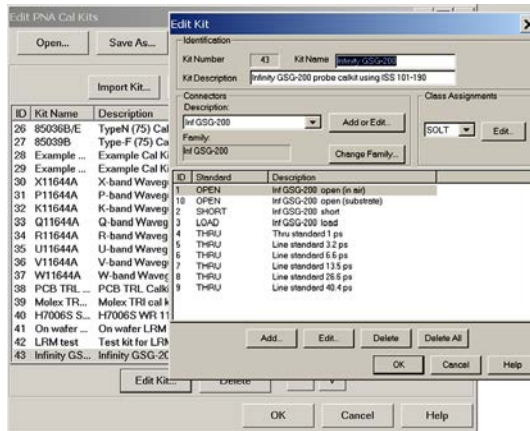 Edit PNA Cal Kits
Open...
Save As...
Import Kit...
ID Kit Name Description
26 85036B/E TypeN (75) Cal
27 85039B Type-F (75) Cal
28 Example ... Example Cal Ki
29 Example ... Example Cal Ki
30 X11644A X-band Waveg
31 P11644A P-band Waveg
32 K11644A K-band Waveg
33 Q11644A Q-band Waveg
34 R11644A R-band Waveg
35 U11644A U-band Waveg
36 V11644A V-band Waveg
37 W11644A W-band Waveg
38 PCB TRL ... PCB TRL Calki
39 Molex TR... Molex TRl cal k
40 H7006S S... H7006S WR 11
41 On wafer ... On wafer LRM
42 LRM test Test kit for LRM
43 Infinity GS... Infinity GSG-20
Edit Kit...
Delete
OK
Cancel
Help
Edit Kit
Identification
Kit Number 43 Kit Name Infinity GSG-200
Kit Description Infinity GSG-200 probe calkit using ISS 101-190
Connectors
Description:
Inf GSG-200
Add or Edit...
Family:
Inf GSG-200
Change Family...
Class Assignments
SOLT
Edit...
ID Standard Description
1 OPEN Inf GSG-200 open (in air)
10 OPEN Inf GSG-200 open (substrate)
2 SHORT Inf GSG-200 short
3 LOAD Inf GSG-200 load
4 THRU Thru standard 1 ps
5 THRU Line standard 3.2 ps
6 THRU Line standard 6.6 ps
7 THRU Line standard 13.5 ps
8 THRU Line standard 26.6 ps
9 THRU Line standard 40.4 ps
Add...
Edit...
Delete
Delete All
OK
Cancel
Help